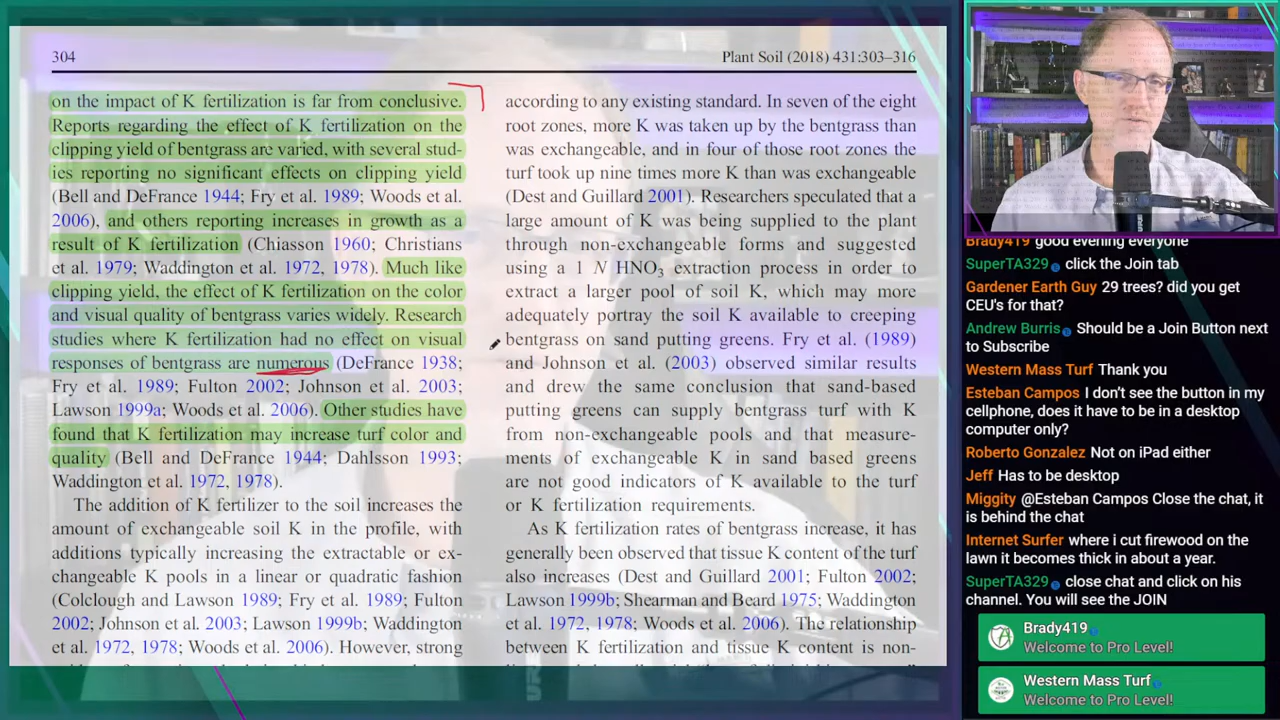 304
Plant Soil (2018) 431:303–316
on the impact of K fertilization is far from conclusive.
Reports regarding the effect of K fertilization on the
clipping yield of bentgrass are varied, with several stud-
ies reporting no significant effects on clipping yield
(Bell and DeFrance 1944; Fry et al. 1989; Woods et al.
2006), and others reporting increases in growth as a
result of K fertilization (Chiasson 1960; Christians
et al. 1979; Waddington et al. 1972, 1978). Much like
clipping yield, the effect of K fertilization on the color
and visual quality of bentgrass varies widely. Research
studies where K fertilization had no effect on visual
responses of bentgrass are numerous (DeFrance 1938;
Fry et al. 1989; Fulton 2002; Johnson et al. 2003;
Lawson 1999a; Woods et al. 2006). Other studies have
found that K fertilization may increase turf color and
quality (Bell and DeFrance 1944; Dahlsson 1993;
Waddington et al. 1972, 1978).
The addition of K fertilizer to the soil increases the
amount of exchangeable soil K in the profile, with
additions typically increasing the extractable or ex-
changeable K pools in a linear or quadratic fashion
(Colclough and Lawson 1989; Fry et al. 1989; Fulton
2002; Johnson et al. 2003; Lawson 1999b; Waddington
et al. 1972, 1978; Woods et al. 2006). However, strong
according to any existing standard. In seven of the eight
root zones, more K was taken up by the bentgrass than
was exchangeable, and in four of those root zones the
turf took up nine times more K than was exchangeable
(Dest and Guillard 2001). Researchers speculated that a
large amount of K was being supplied to the plant
through non-exchangeable forms and suggested
using a 1 N HNO₃ extraction process in order to
extract a larger pool of soil K, which may more
adequately portray the soil K available to creeping
bentgrass on sand putting greens. Fry et al. (1989)
and Johnson et al. (2003) observed similar results
and drew the same conclusion that sand-based
putting greens can supply bentgrass turf with K
from non-exchangeable pools and that measure-
ments of exchangeable K in sand based greens
are not good indicators of K available to the turf
or K fertilization requirements.
As K fertilization rates of bentgrass increase, it has
generally been observed that tissue K content of the turf
also increases (Dest and Guillard 2001; Fulton 2002;
Lawson 1999b; Shearman and Beard 1975; Waddington
et al. 1972, 1978; Woods et al. 2006). The relationship
between K fertilization and tissue K content is non-
Brady419 good evening everyone
SuperTA329 click the Join tab
Gardener Earth Guy 29 trees? did you get
CEU's for that?
Andrew Burris Should be a Join Button next
to Subscribe
Western Mass Turf Thank you
Esteban Campos I don't see the button in my
cellphone, does it have to be in a desktop
computer only?
Roberto Gonzalez Not on iPad either
Jeff Has to be desktop
Miggity @Esteban Campos Close the chat, it
is behind the chat
Internet Surfer where i cut firewood on the
lawn it becomes thick in about a year.
SuperTA329 close chat and click on his
channel. You will see the JOIN
Brady419
Welcome to Pro Level!
Western Mass Turf
Welcome to Pro Level!